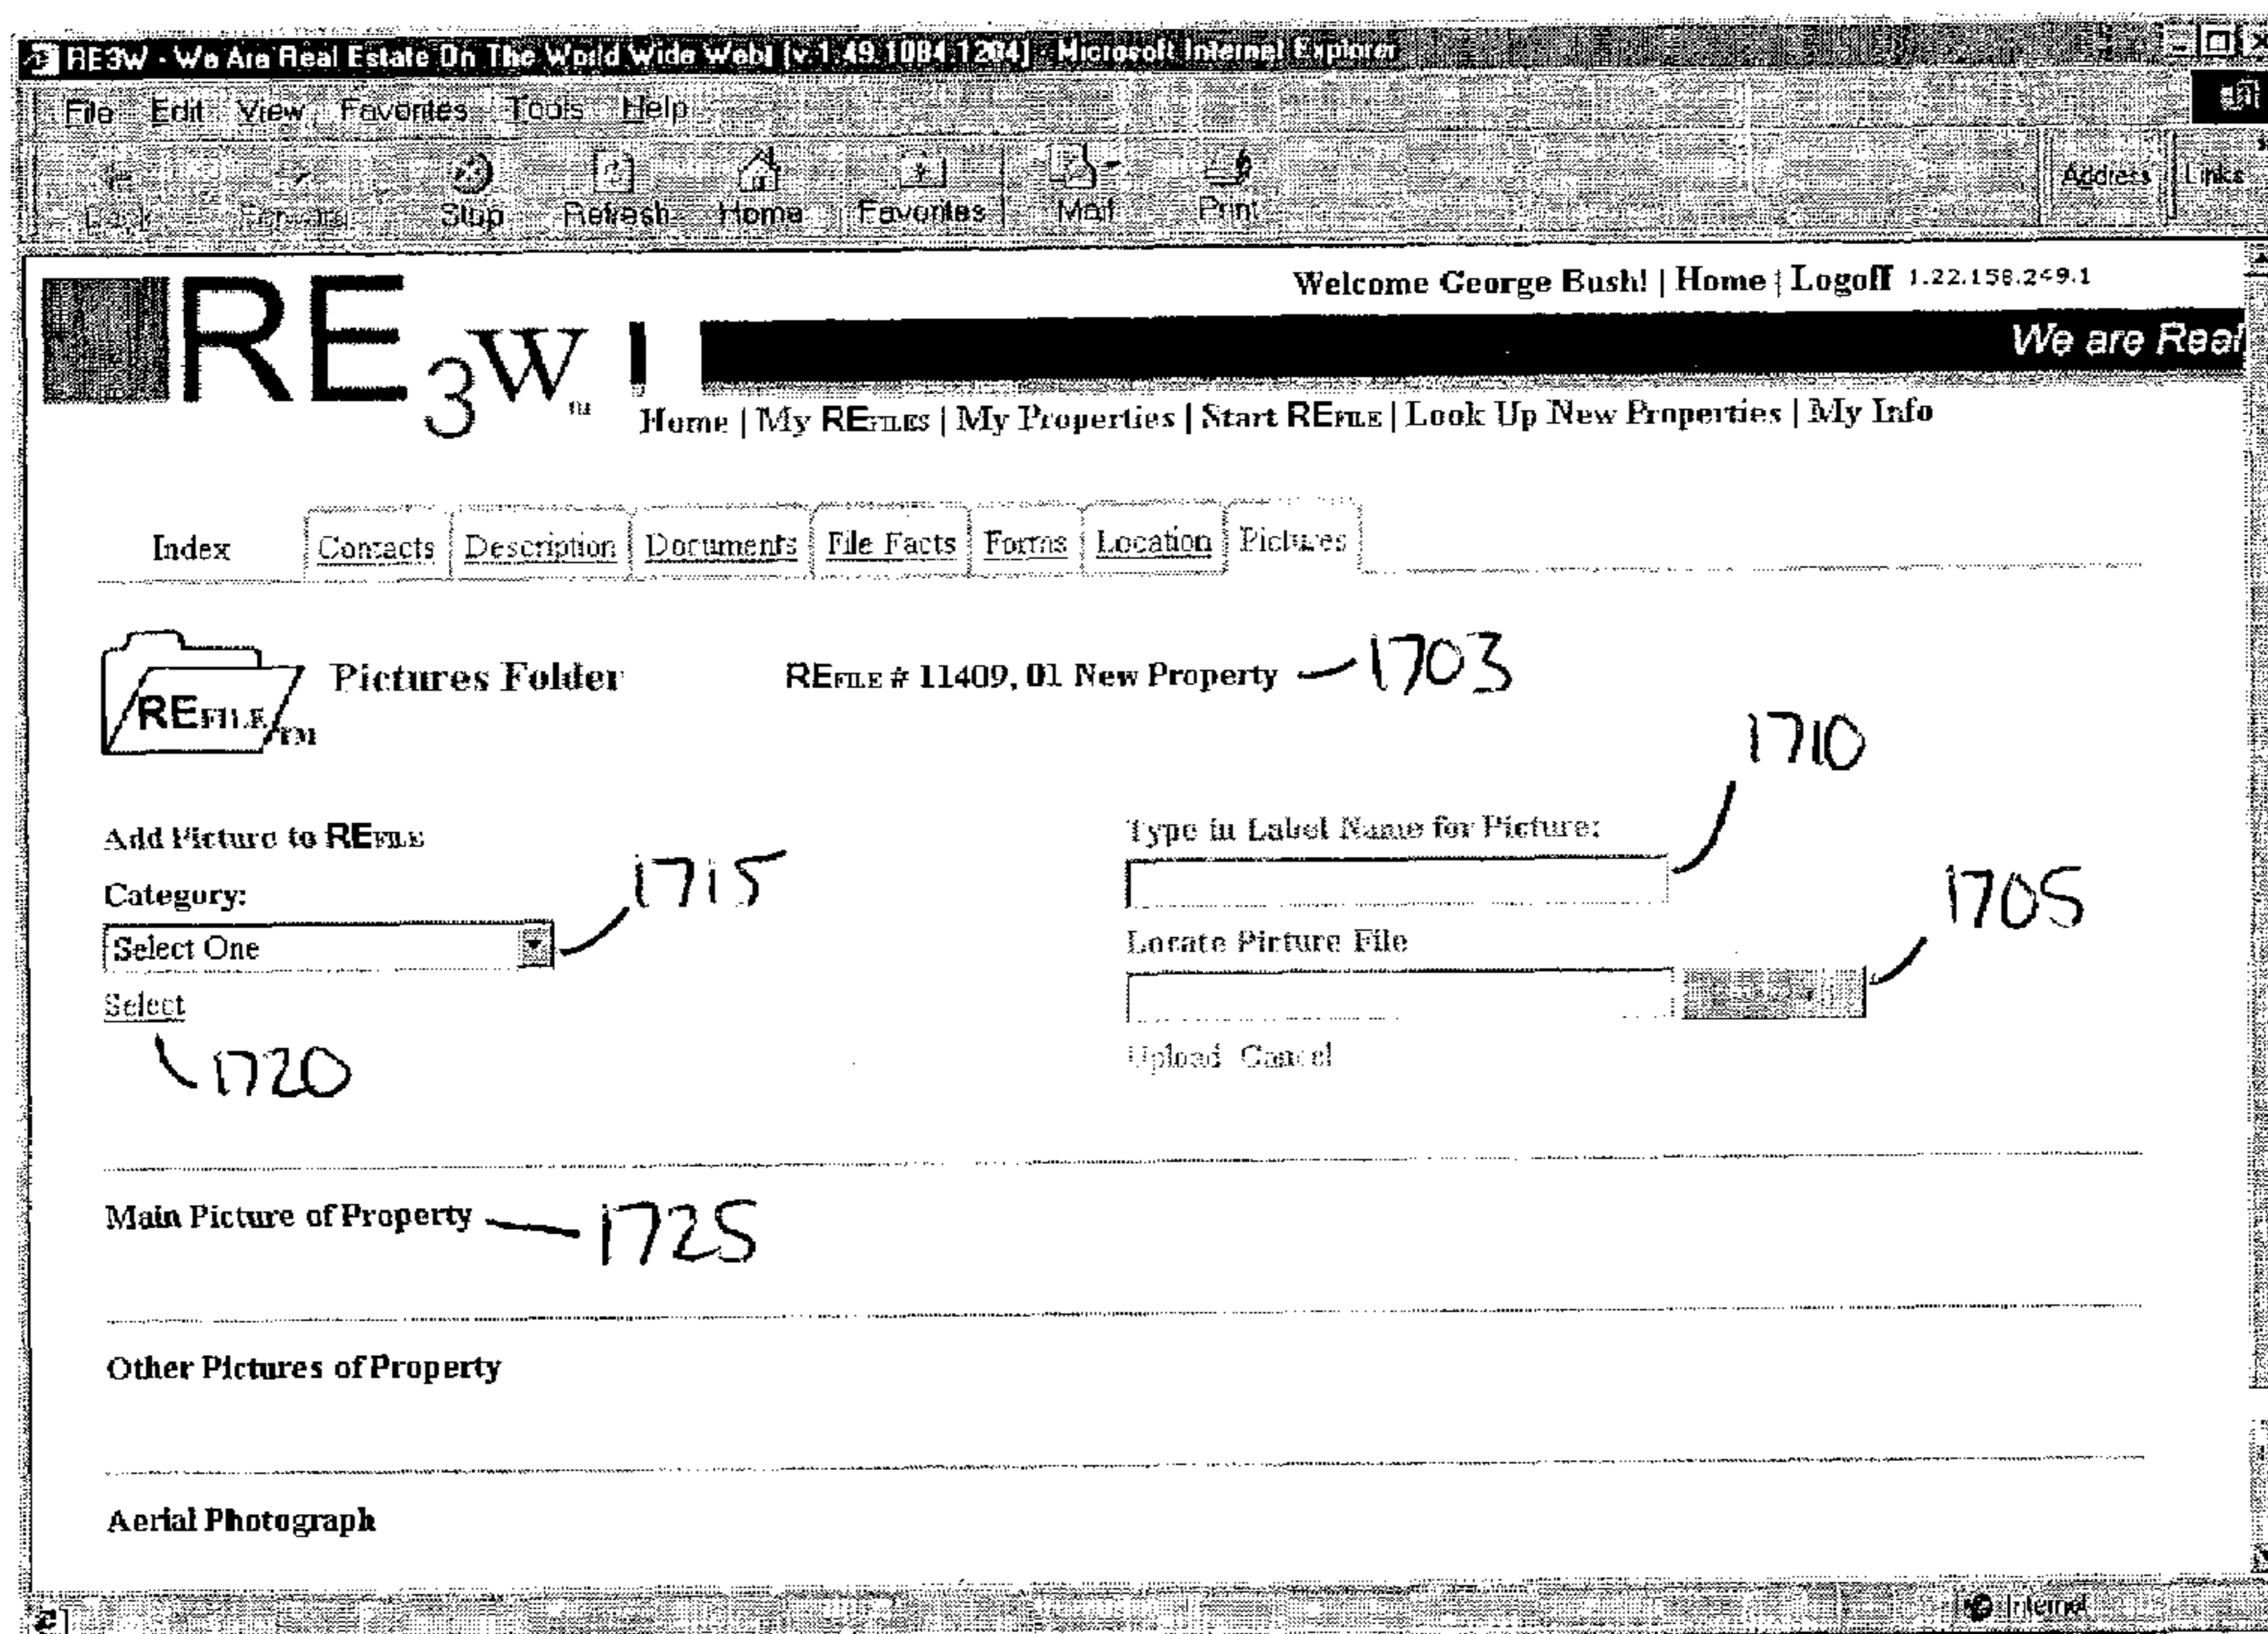 RE3W - We Are Real Estate On The World Wide Web! [v.1.49.1084.1204] - Microsoft Internet Explorer
File Edit View Favorites Tools Help
Back Forward Stop Refresh Home Favorites Mail Print Address Links
Welcome George Bush! | Home | Logoff 1.22.158.249.1
RE3W TM
We are Real
Home | My REFILES | My Properties | Start REFILE | Look Up New Properties | My Info
Index Contacts Description Documents File Facts Forms Location Pictures
REFILE TM Pictures Folder REFILE # 11409, 01 New Property 1703
1710
Add Picture to REFILE Type in Label Name for Picture:
Category: 1715 1705
Select One Locate Picture File
Select
1720 Upload Cancel
Main Picture of Property 1725
Other Pictures of Property
Aerial Photograph
Internet